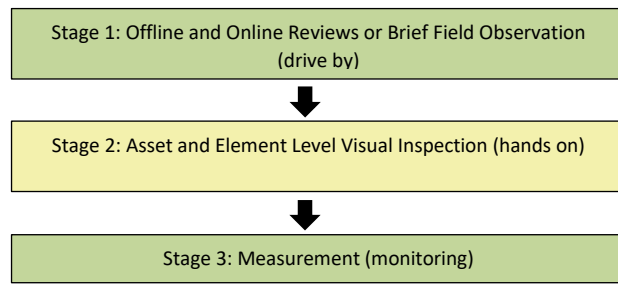 Stage 1: Offline and Online Reviews or Brief Field Observation
(drive by)
Stage 2: Asset and Element Level Visual Inspection (hands on)
Stage 3: Measurement (monitoring)